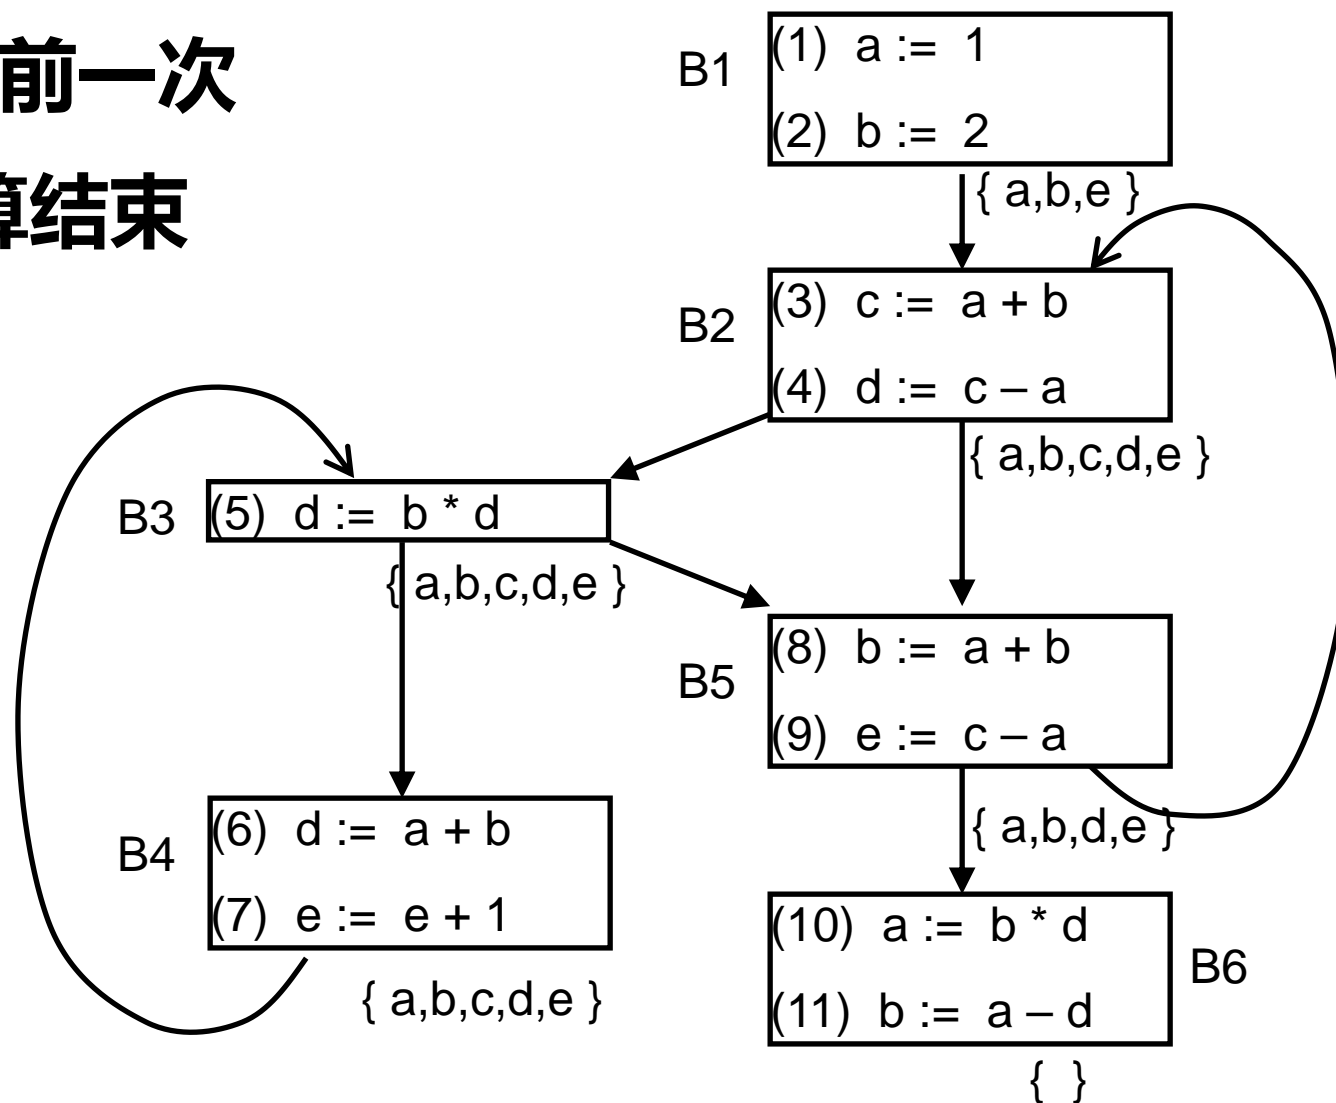 前一次
算结束
B1
(1) a := 1
(2) b := 2
{ a,b,e }
B2
(3) c := a + b
(4) d := c – a
{ a,b,c,d,e }
B3
(5) d := b * d
{ a,b,c,d,e }
B5
(8) b := a + b
(9) e := c – a
{ a,b,d,e }
B4
(6) d := a + b
(7) e := e + 1
{ a,b,c,d,e }
(10) a := b * d
(11) b := a – d
B6
{ }